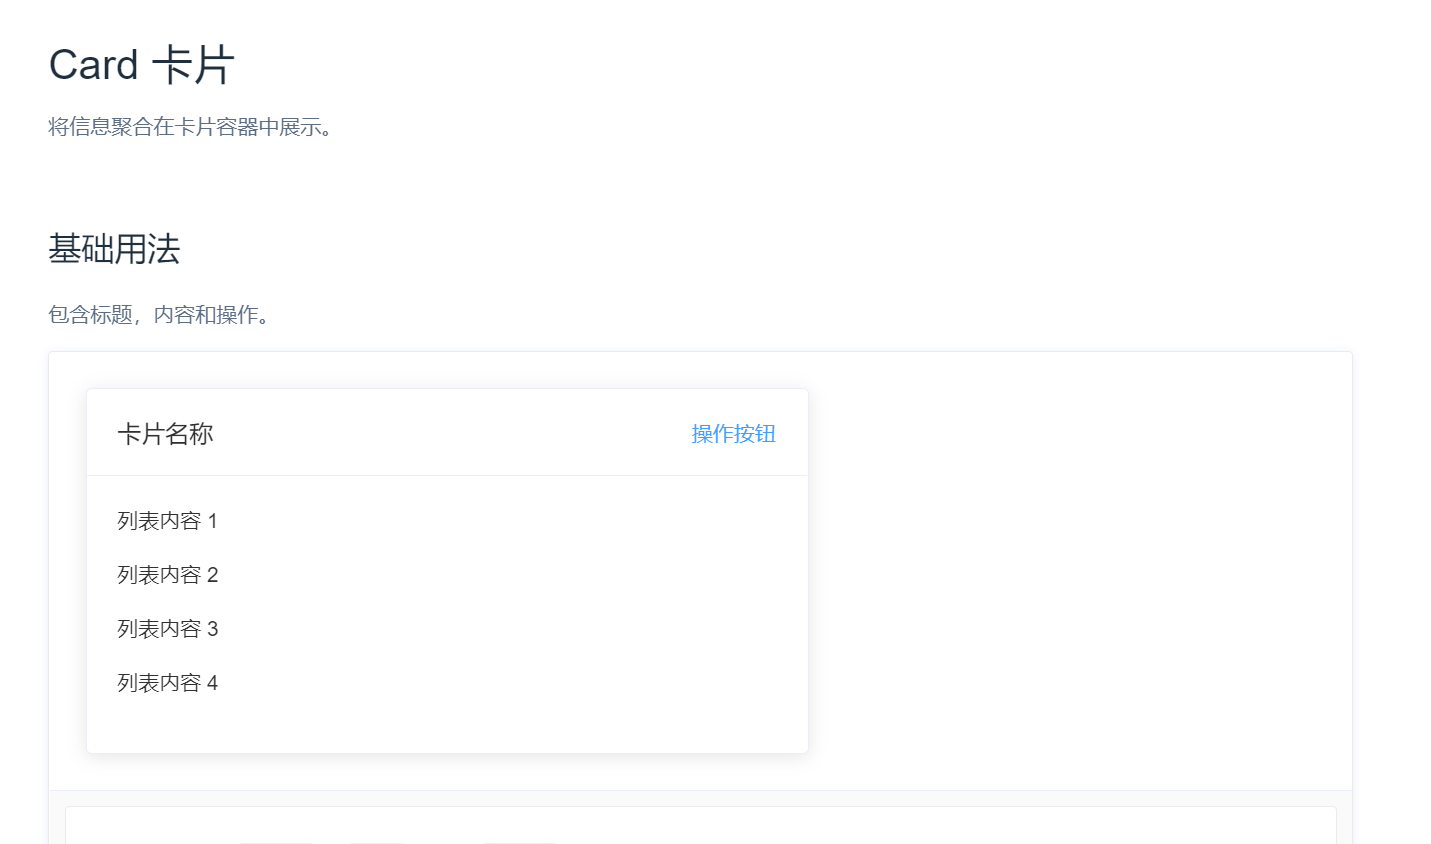 Card 卡片
将信息聚合在卡片容器中展示。
基础用法
包含标题，内容和操作。
卡片名称 操作按钮
列表内容 1
列表内容 2
列表内容 3
列表内容 4